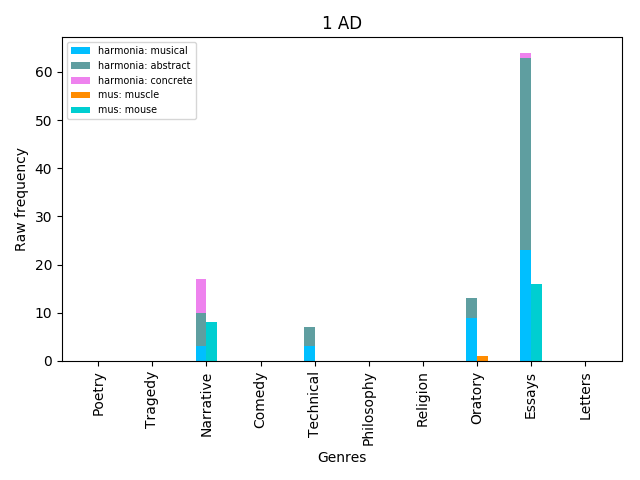 1 AD
harmonia: musical
harmonia: abstract
harmonia: concrete
mus: muscle
mus: mouse
Raw frequency
60
50
40
30
20
10
0
Poetry
Tragedy
Narrative
Comedy
Technical
Philosophy
Religion
Oratory
Essays
Letters
Genres